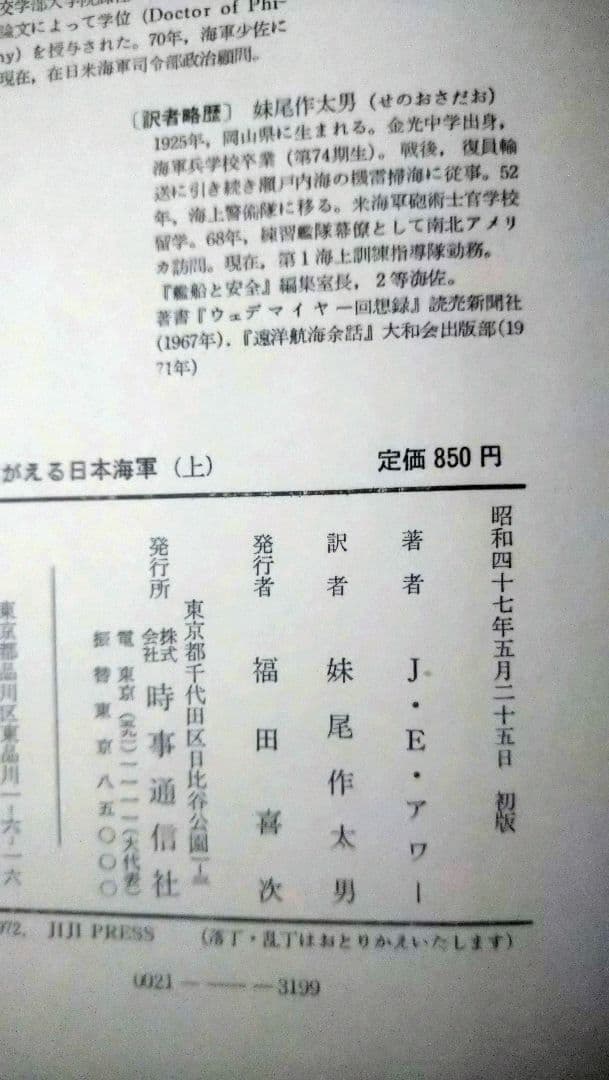 論文によって学位(Doctor of Phi-
ny)を授与された。70年,海軍少佐に
現在,在日米海軍司令部政治顧問。
〔訳者略歴〕 妹尾作太男(せのおさだお)
1925年,岡山県に生まれる。金光中学出身,
海軍兵学校卒業(第74期生)。戦後,復員輸
送に引き続き瀬戸内海の機雷掃海に従事。52
年,海上警備隊に移る。米海軍砲術士官学校
留学。68年,練習艦隊幕僚として南北アメリ
カ訪問。現在,第1海上訓練指導隊勤務。
『艦船と安全』編集室長,2等海佐。
著書『ウェデマイヤー回想録』読売新聞社
(1967年),『遠洋航海余話』大和会出版部(19
71年)
がえる日本海軍(上)
定価850円
昭和四十七年五月二十五日 初版
著者 J・E・アワー
訳者 妹尾作太男
発行者 福田喜次
東京都千代田区日比谷公園
発行所 株式会社 時事通信社
電 東京(五九一)一一一一(大代表)
振替東京八五〇〇〇
東京都品川区東品川一-六-一六
972, JIJI PRESS (落丁・乱丁はおとりかえいたします)
0021 ——— 3199